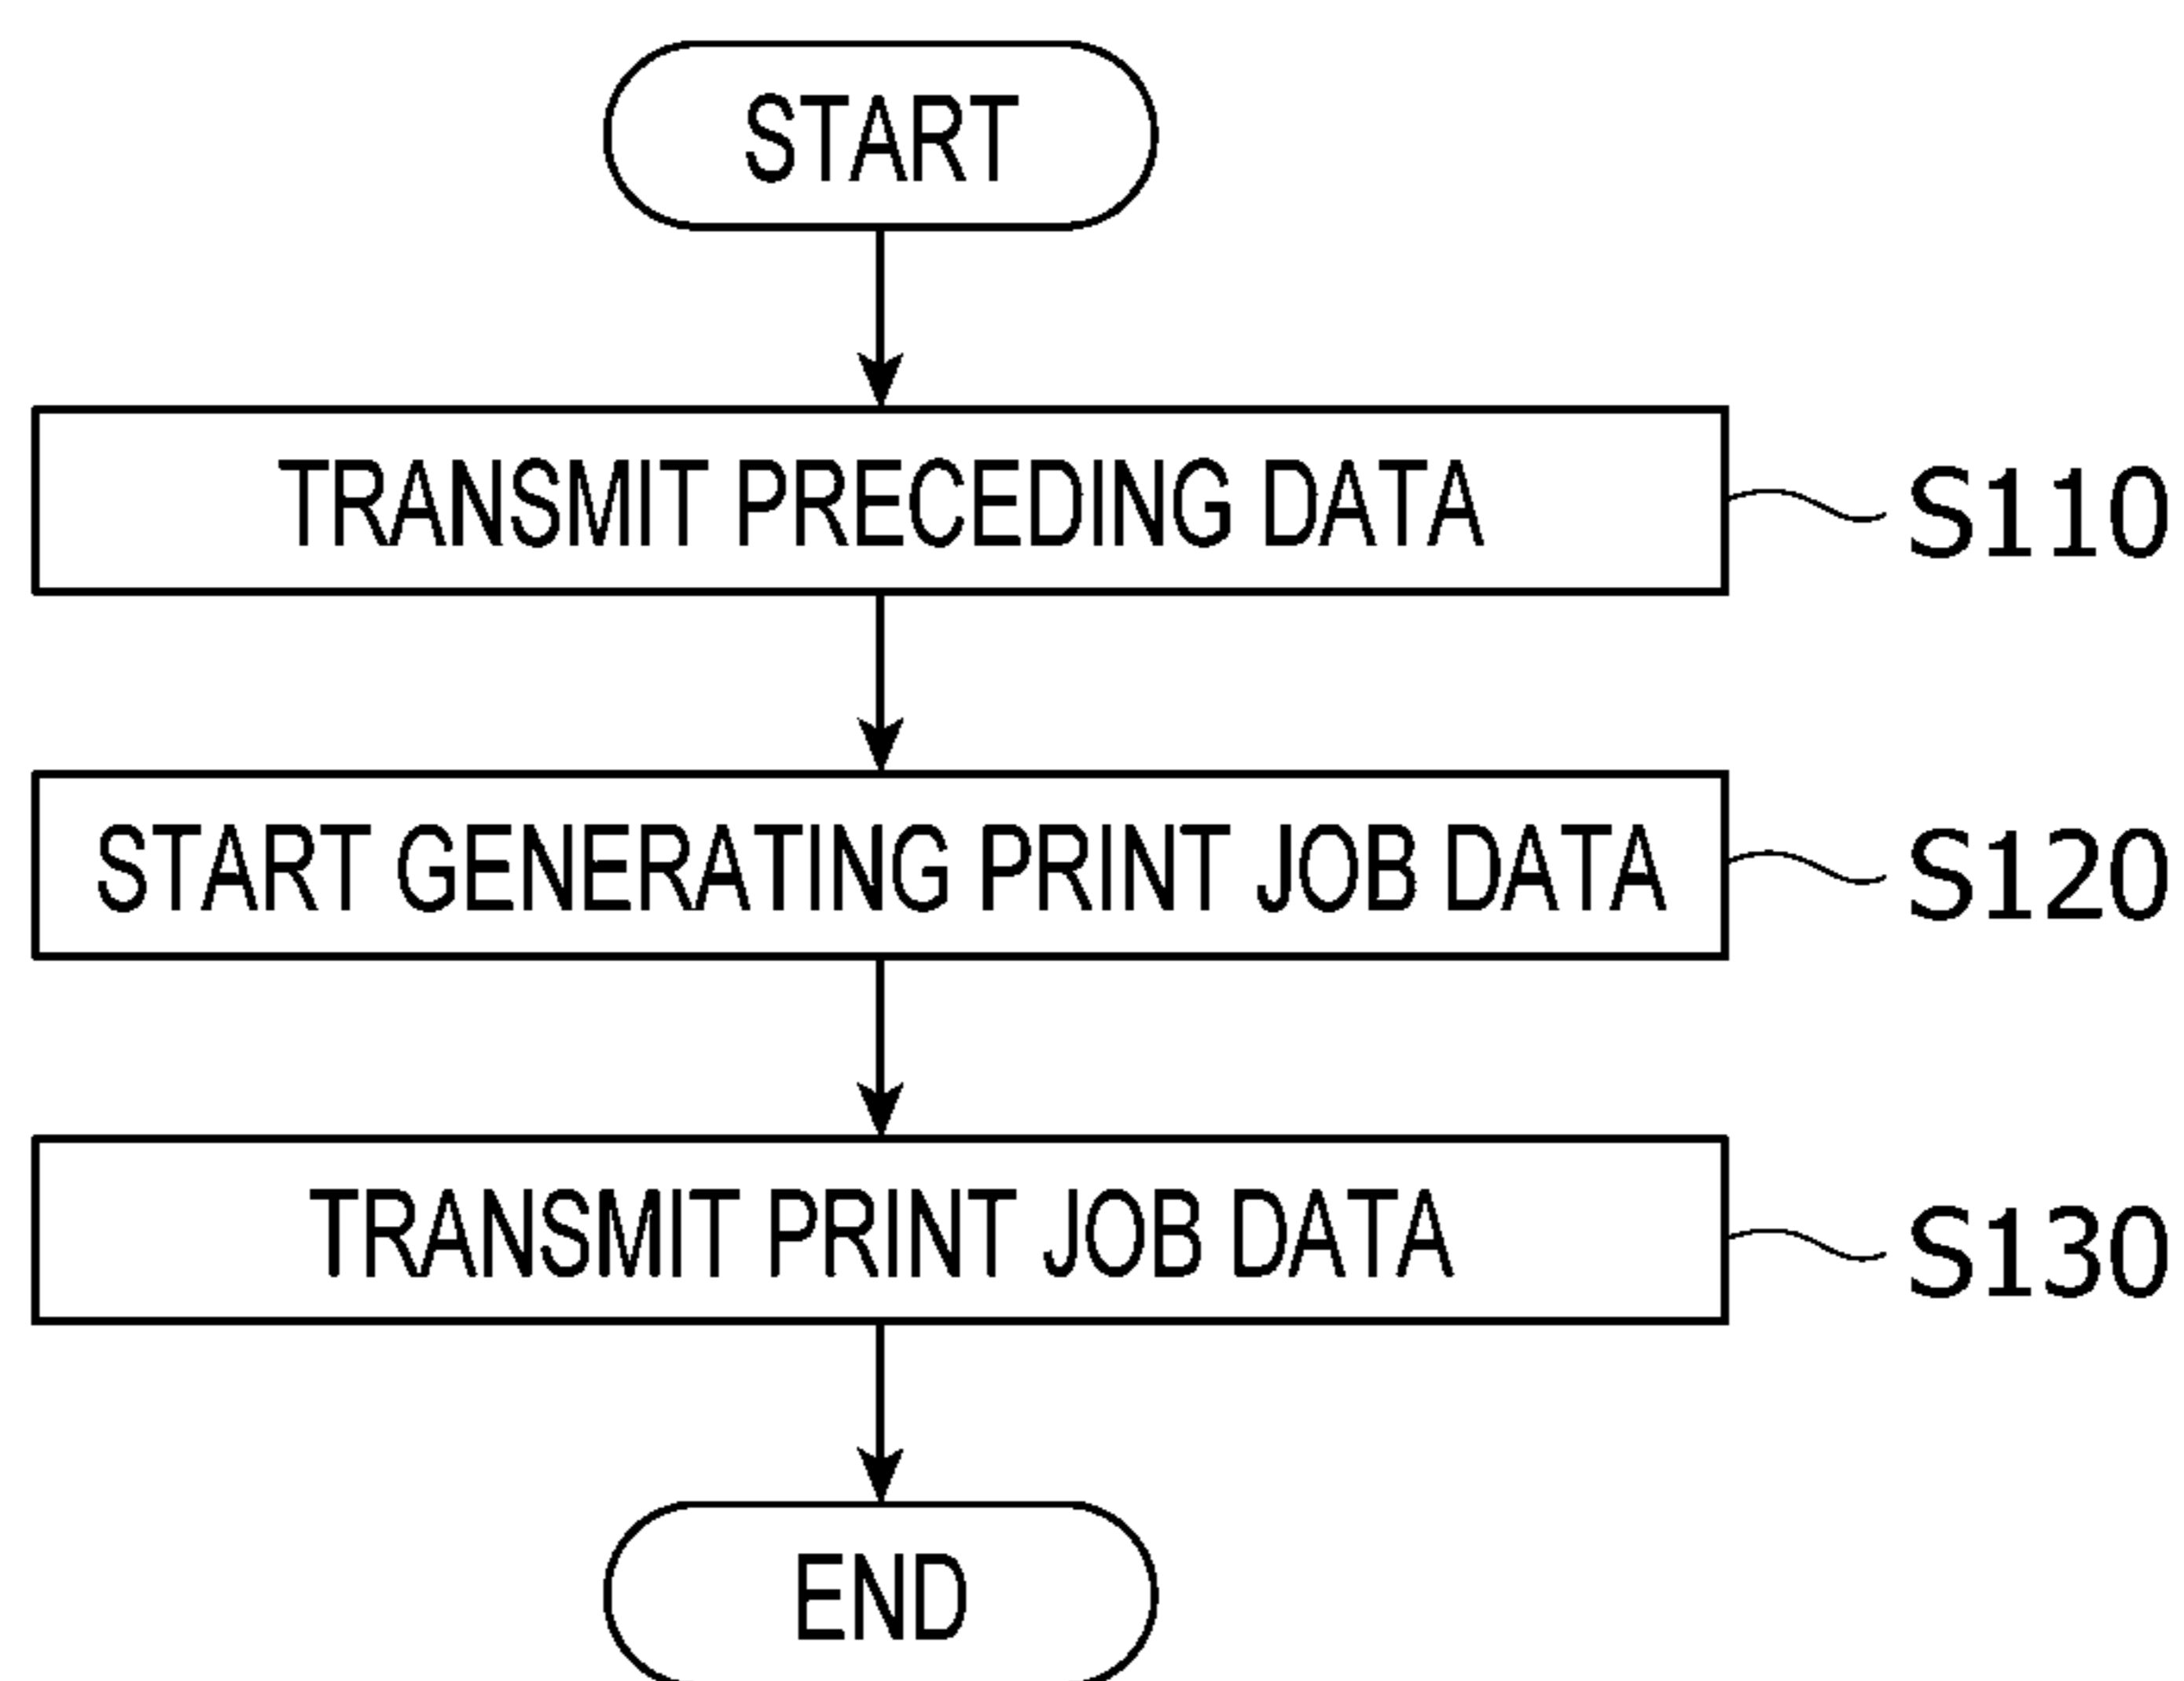 START
TRANSMIT PRECEDING DATA
S110
START GENERATING PRINT JOB DATA
S120
TRANSMIT PRINT JOB DATA
S130
END